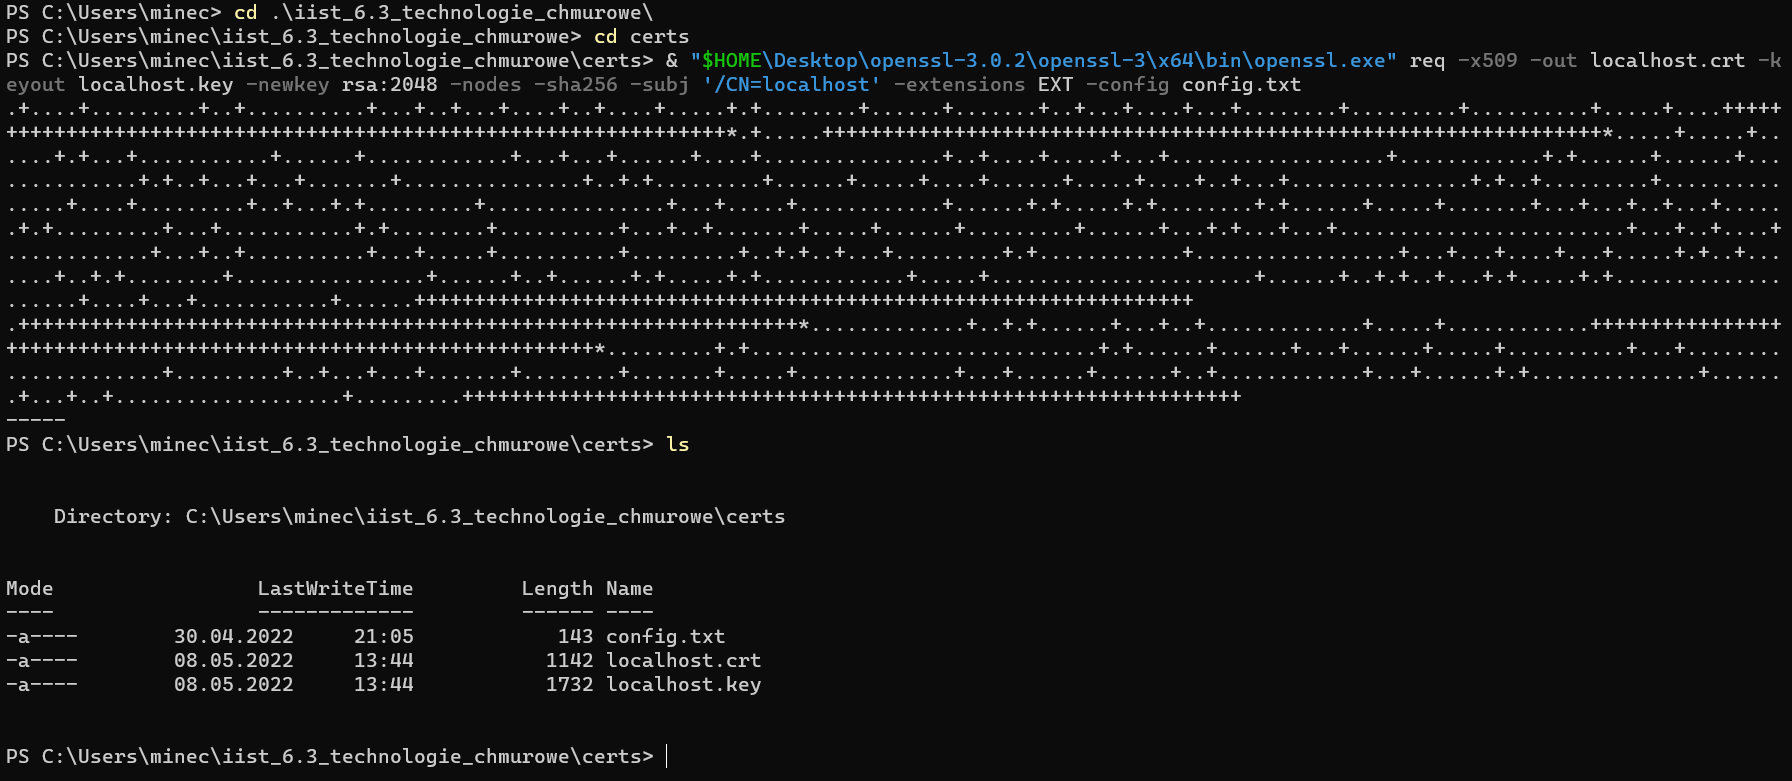 PS C:\Users\minec> cd .\iist_6.3_technologie_chmurowe\
PS C:\Users\minec\iist_6.3_technologie_chmurowe> cd certs
PS C:\Users\minec\iist_6.3_technologie_chmurowe\certs> & "$HOME\Desktop\openssl-3.0.2\openssl-3\x64\bin\openssl.exe" req -x509 -out localhost.crt -k
eyout localhost.key -newkey rsa:2048 -nodes -sha256 -subj '/CN=localhost' -extensions EXT -config config.txt
.+....+.........+..+..........+...+..+...+....+..+....+.....+.+........+......+.......+..+...+....+...+........+.........+..........+.....+....+++++
++++++++++++++++++++++++++++++++++++++++++++++++++++++++++++*.+.....+++++++++++++++++++++++++++++++++++++++++++++++++++++++++++++++++*.....+.....+..
....+.+...+...........+......+............+...+...+......+....+...............+..+....+.....+...+..................+............+.+......+......+...
...........+.+..+...+...+.......+...............+..+.+.........+......+.....+....+......+.....+....+..+...+...............+.+..+.........+..........
.....+....+.........+..+...+.+.........+...............+...+.....+............+......+.+.....+.+........+.+......+.....+.......+...+...+..+...+.....
.+.+.........+...+...........+.+........+..........+...+..+.......+.....+......+.........+......+...+.+...+...+........................+...+..+....+
............+...+..+..........+...+.....+..........+.........+..+.+..+...+.........+.+............+.................+...+...+....+...+.....+.+..+...
....+..+.+........+................+......+..+......+.+.....+.+............+.....+......................+......+..+.+..+...+.+.....+.+..............
......+....+...+...........+......+++++++++++++++++++++++++++++++++++++++++++++++++++++++++++++++++
.+++++++++++++++++++++++++++++++++++++++++++++++++++++++++++++++++*.............+..+.+......+...+..+.............+.....+............++++++++++++++++
+++++++++++++++++++++++++++++++++++++++++++++++++*.........+.+.............................+.+......+......+...+......+.....+..........+...+........
.............+.........+..+...+...+.......+........+.......+.....+.............+...+......+......+..+............+...+......+.+..............+......
.+...+..+...................+.........+++++++++++++++++++++++++++++++++++++++++++++++++++++++++++++++++
-----
PS C:\Users\minec\iist_6.3_technologie_chmurowe\certs> ls
Directory: C:\Users\minec\iist_6.3_technologie_chmurowe\certs
Mode                 LastWriteTime         Length Name
----                 -------------         ------ ----
-a----        30.04.2022     21:05            143 config.txt
-a----        08.05.2022     13:44           1142 localhost.crt
-a----        08.05.2022     13:44           1732 localhost.key
PS C:\Users\minec\iist_6.3_technologie_chmurowe\certs>